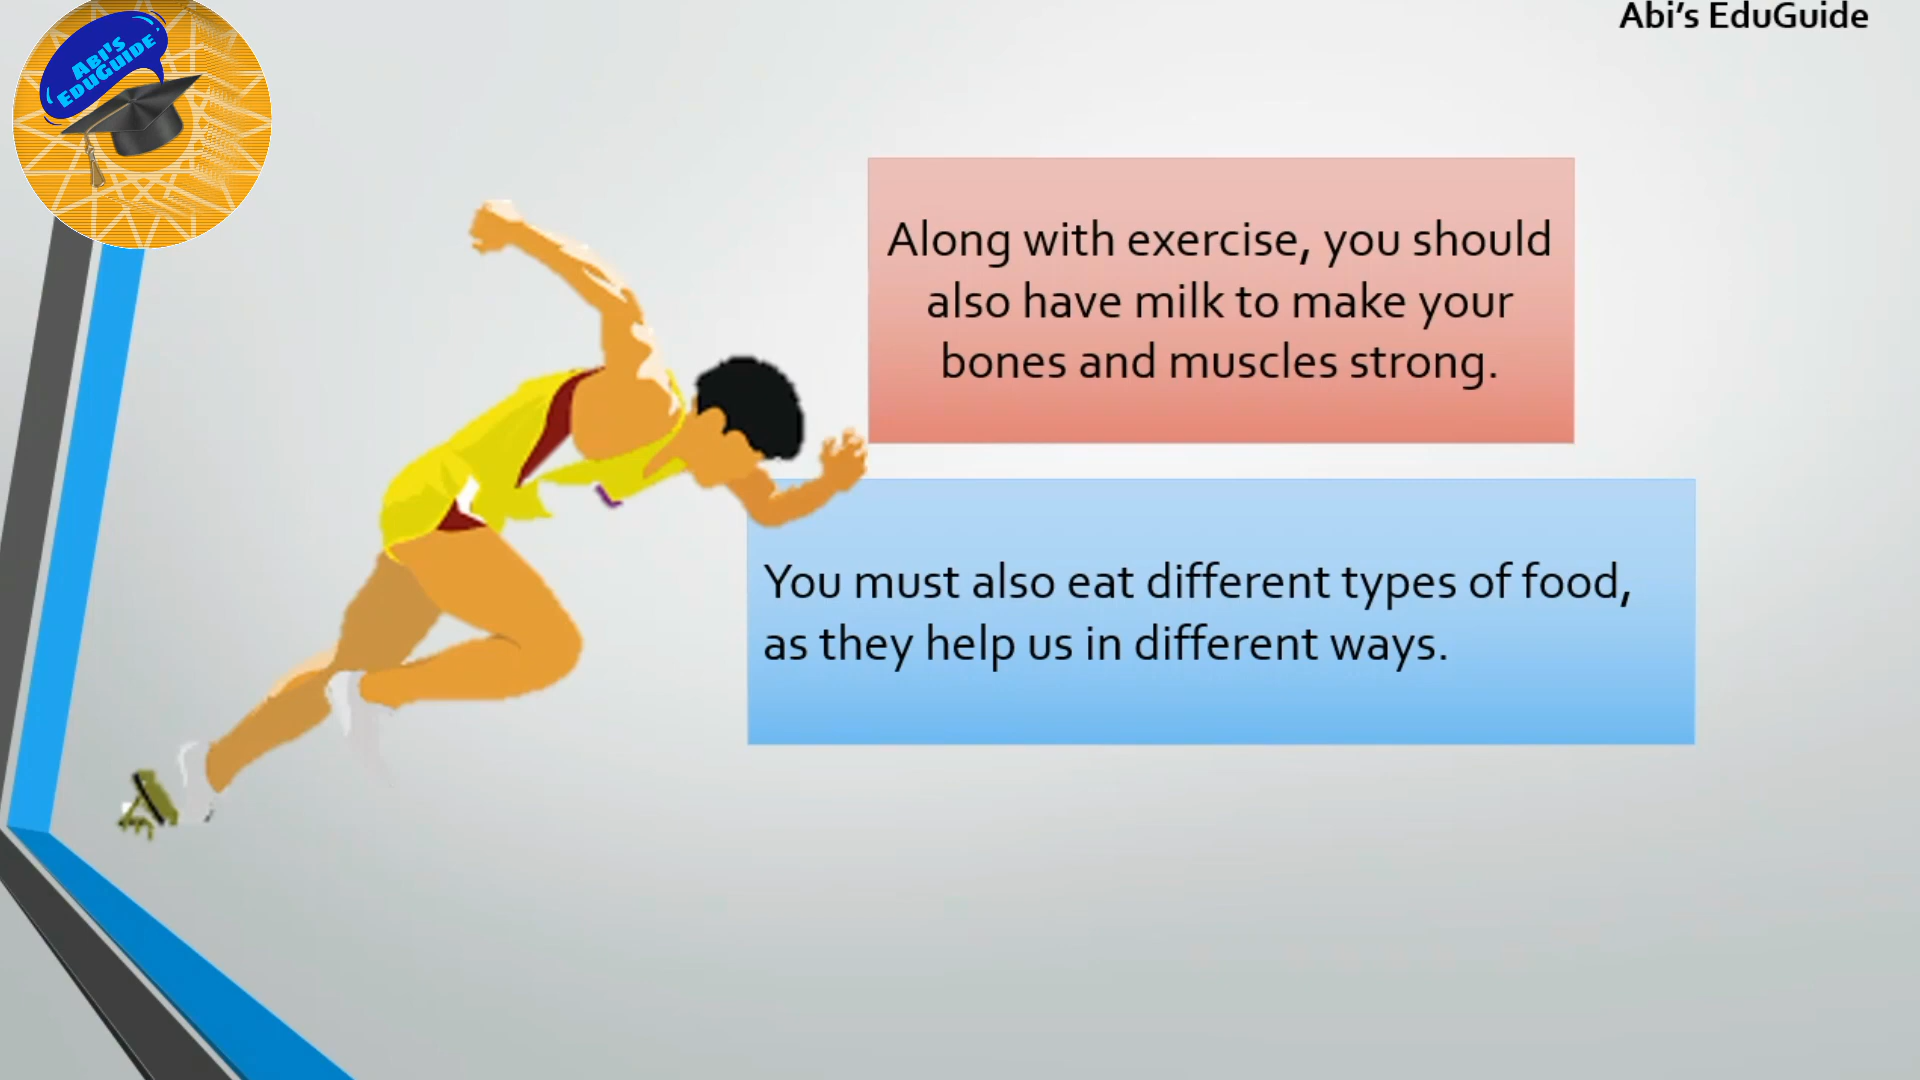 Abi's EduGuide
ABI'S
EDUGUIDE
Along with exercise, you should
also have milk to make your
bones and muscles strong.
You must also eat different types of food,
as they help us in different ways.